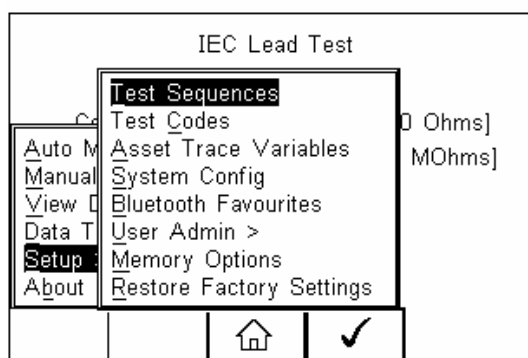 IEC Lead Test
Test Sequences
Test Codes
Asset Trace Variables
System Config
Bluetooth Favourites
User Admin >
Memory Options
Restore Factory Settings
Ohms]
MOhms]
Auto
Manual
View
Data
Setup
About